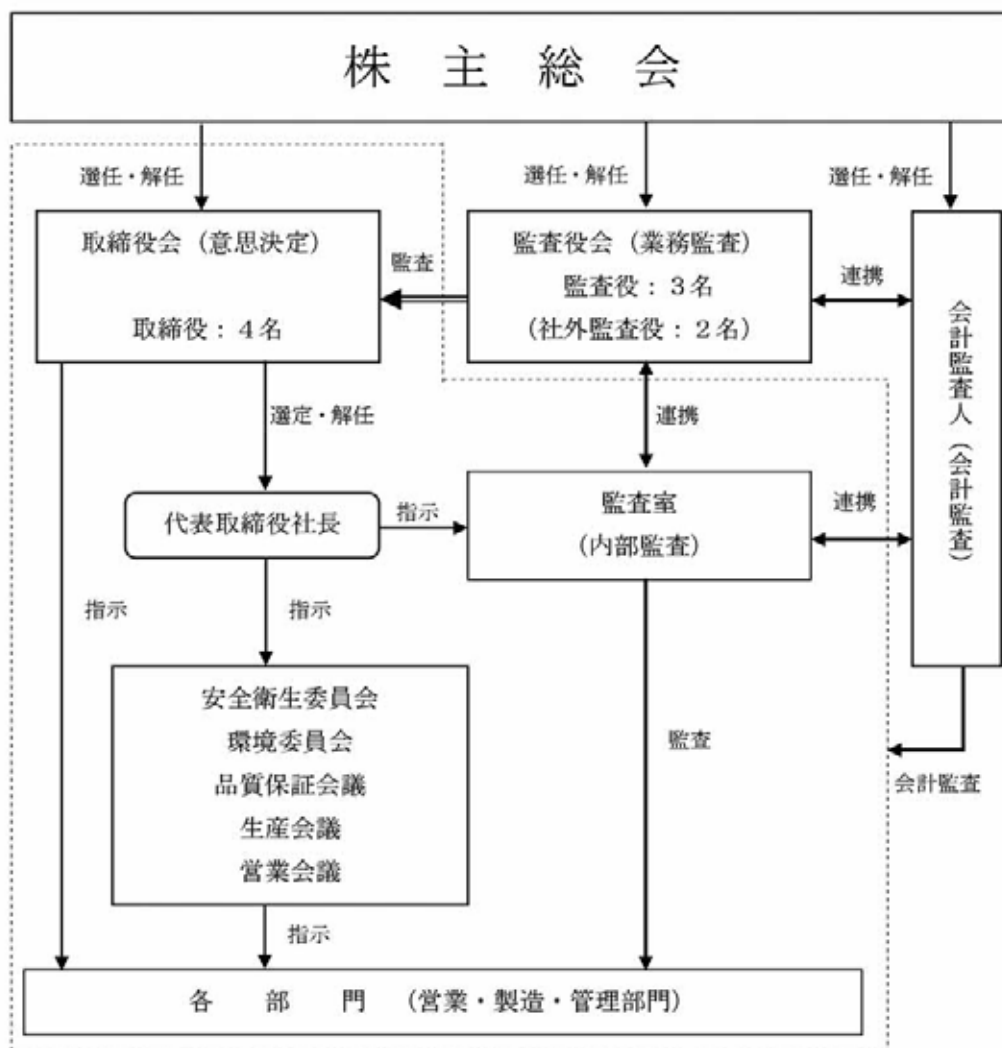 株 主 総 会
選任・解任
選任・解任
選任・解任
取締役会（意思決定）
取締役：４名
監査
監査役会（業務監査）
監査役：３名
（社外監査役：２名）
連携
会計監査人（会計監査）
選定・解任
連携
代表取締役社長
指示
監査室
（内部監査）
連携
指示
指示
安全衛生委員会
環境委員会
品質保証会議
生産会議
営業会議
監査
会計監査
指示
各 部 門 （営業・製造・管理部門）